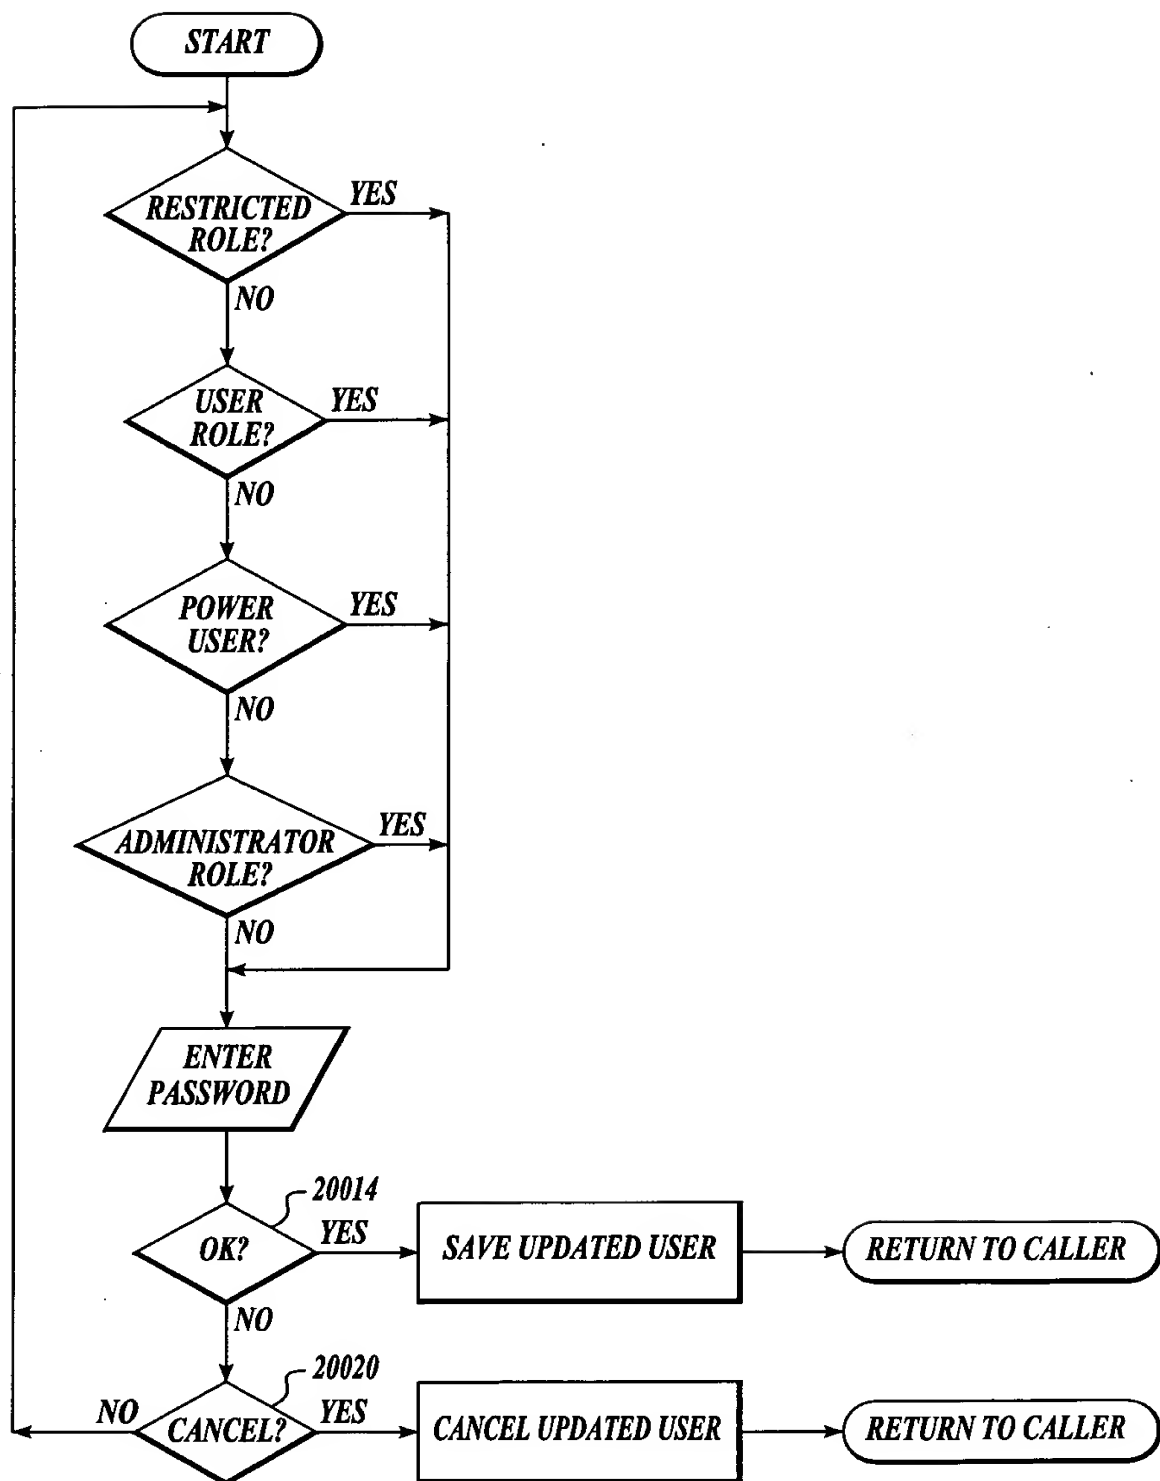 START
YES
RESTRICTED
ROLE?
NO
USER
ROLE?
YES
NO
POWER
USER?
YES
NO
ADMINISTRATOR
ROLE?
YES
NO
ENTER
PASSWORD
20014
OK?
YES
SAVE UPDATED USER
RETURN TO CALLER
NO
20020
NO
CANCEL?
YES
CANCEL UPDATED USER
RETURN TO CALLER